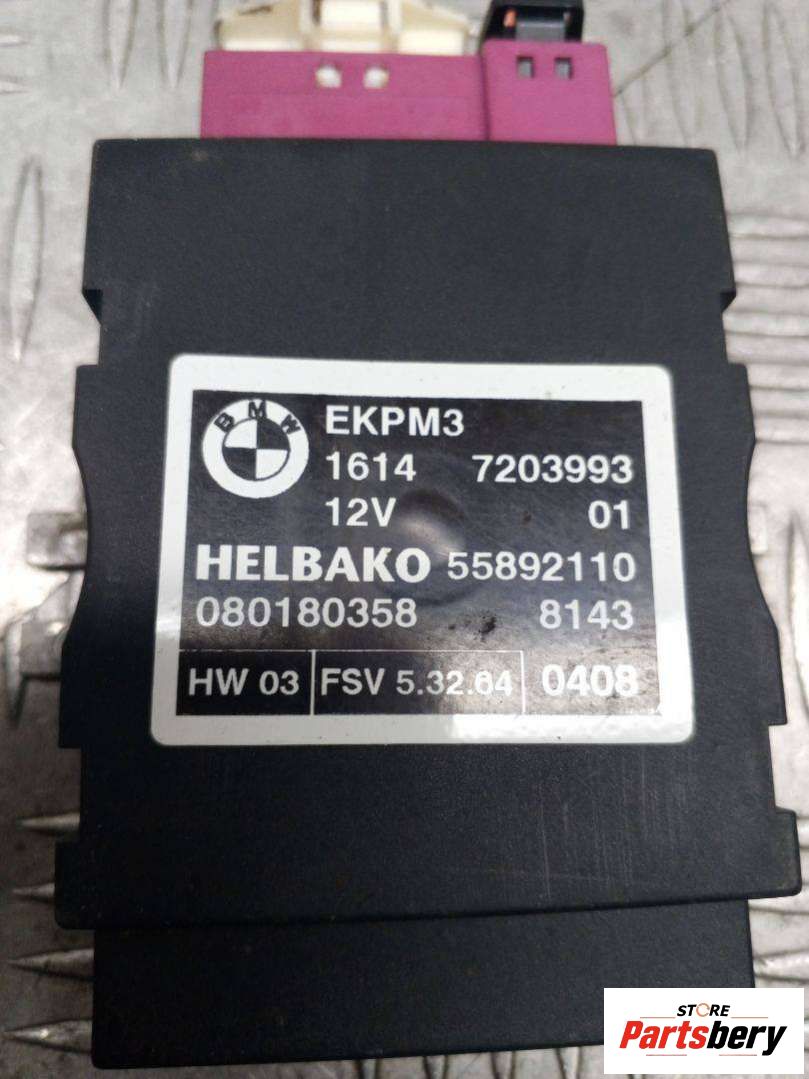 BMW
EKPM3
1614 7203993
12V 01
HELBAKO 55892110
080180358 8143
HW 03 FSV 5.32.64 0408
STORE
Partsbery